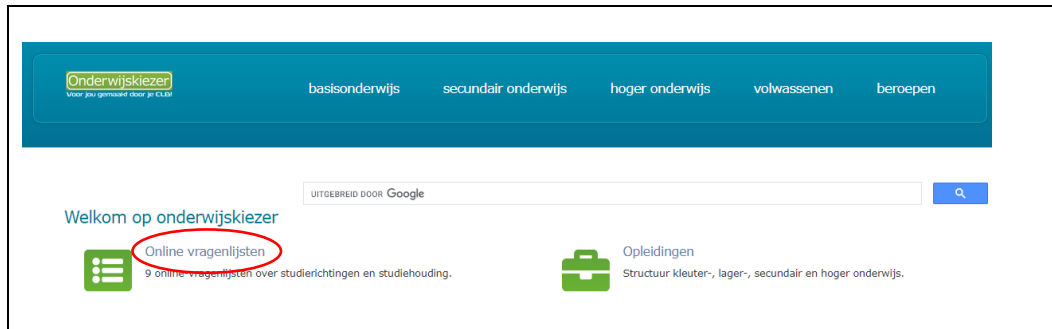 Onderwijskiezer
Voor jou gemaakt door je CLB!
basisonderwijs secundair onderwijs hoger onderwijs volwassenen beroepen
UITGEBREID DOOR Google
Welkom op onderwijskiezer
Online vragenlijsten
9 online vragenlijsten over studierichtingen en studiehouding.
Opleidingen
Structuur kleuter-, lager-, secundair en hoger onderwijs.